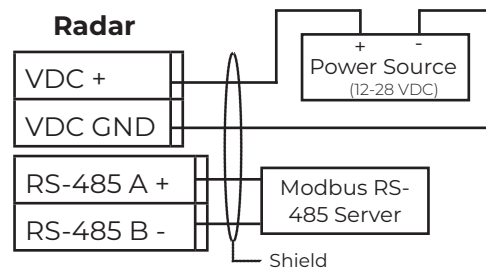 Radar
VDC +
VDC GND
RS-485 A +
RS-485 B -
+ -
Power Source
(12-28 VDC)
Modbus RS-
485 Server
Shield